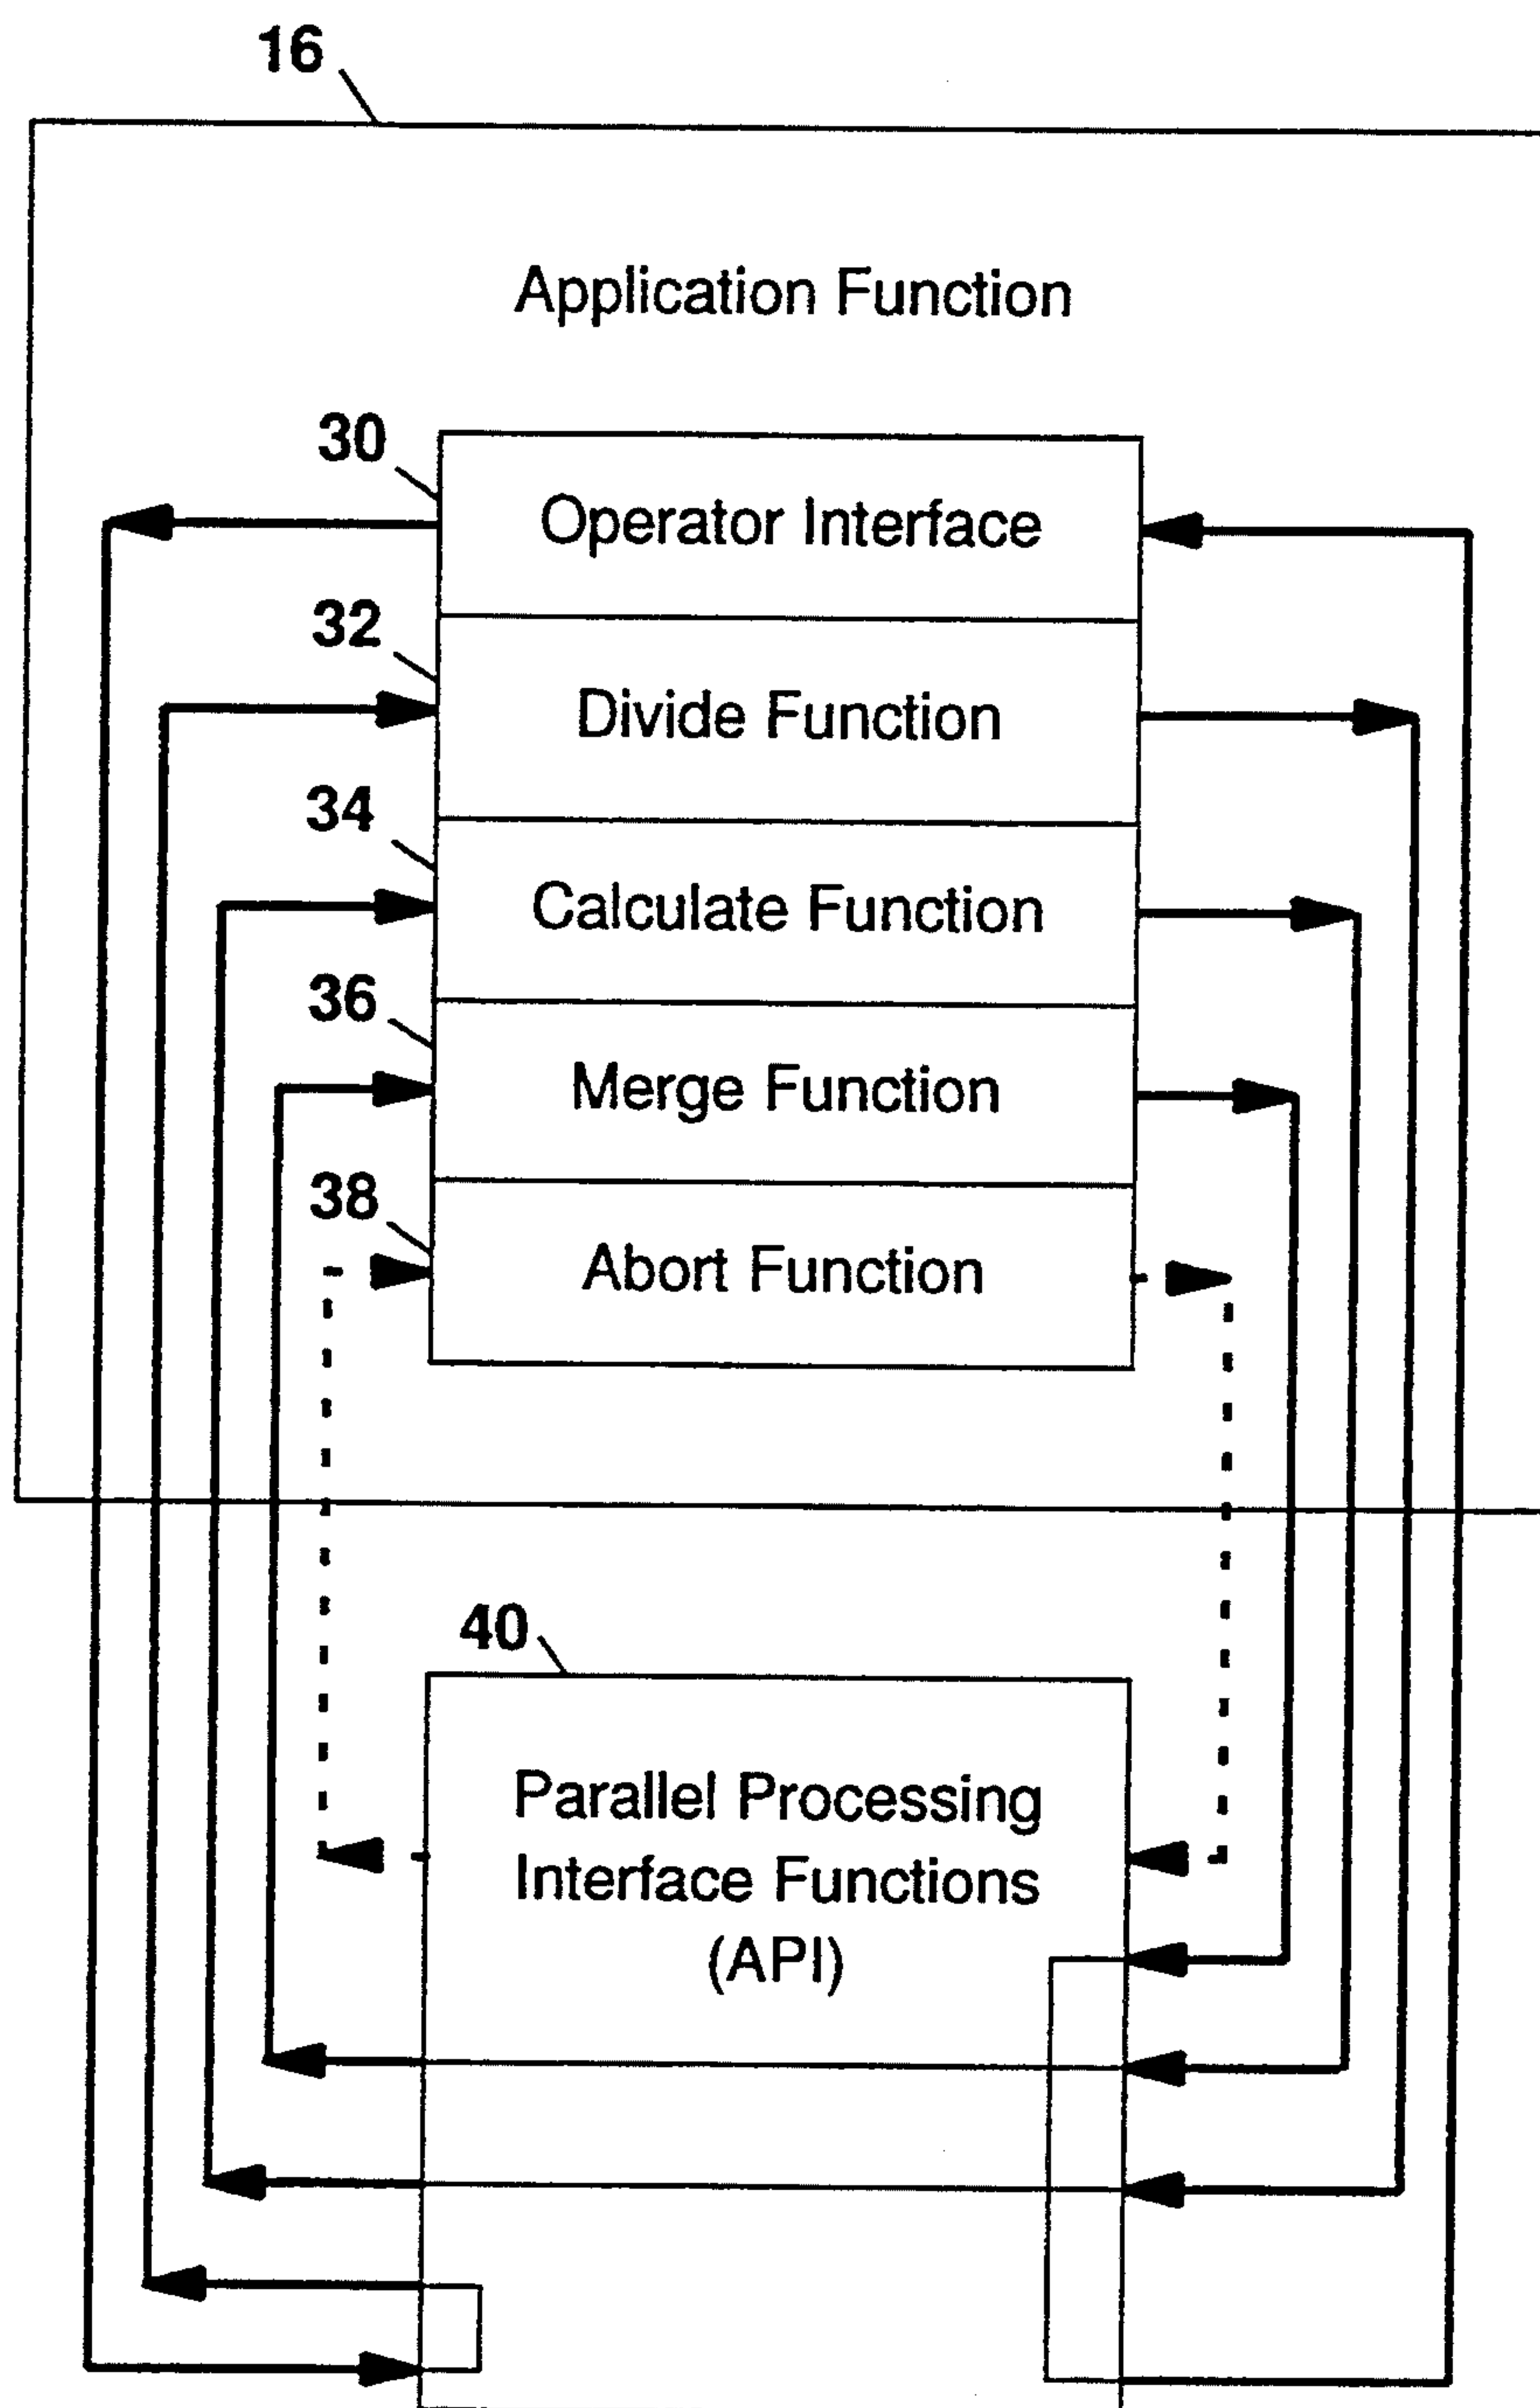 16
Application Function
30
Operator Interface
32
Divide Function
34
Calculate Function
36
Merge Function
38
Abort Function
40
Parallel Processing
Interface Functions
(API)